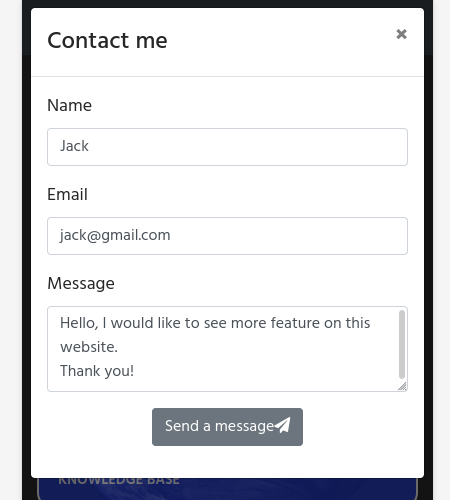 Contact me
×
Name
Jack
Email
jack@gmail.com
Message
Hello, I would like to see more feature on this
website.
Thank you!
Send a message
KNOWLEDGE BASE